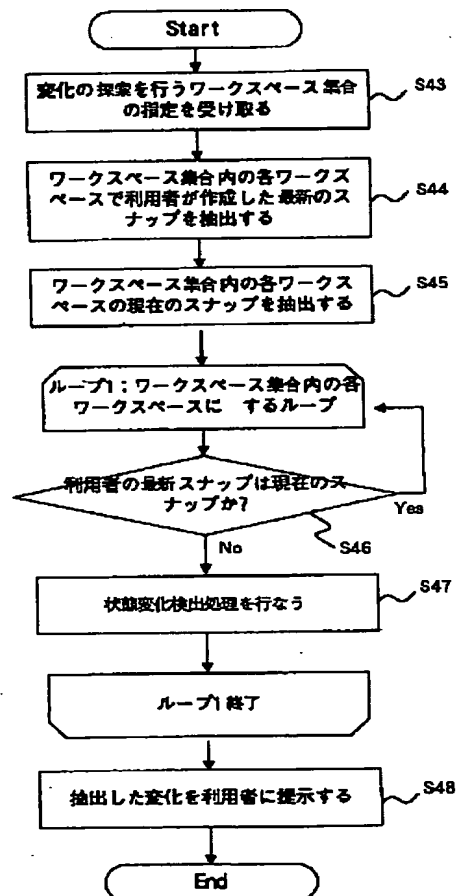 Start
変化の探索を行うワークスペース集合
の指定を受け取る
S43
ワークスペース集合内の各ワークス
ペースで利用者が作成した最新のス
ナップを抽出する
S44
ワークスペース集合内の各ワークス
ペースの現在のスナップを抽出する
S45
ループ1：ワークスペース集合内の各
ワークスペースに するループ
利用者の最新スナップは現在のス
ナップか?
Yes
No
S46
状態変化検出処理を行なう
S47
ループ1終了
抽出した変化を利用者に提示する
S48
End